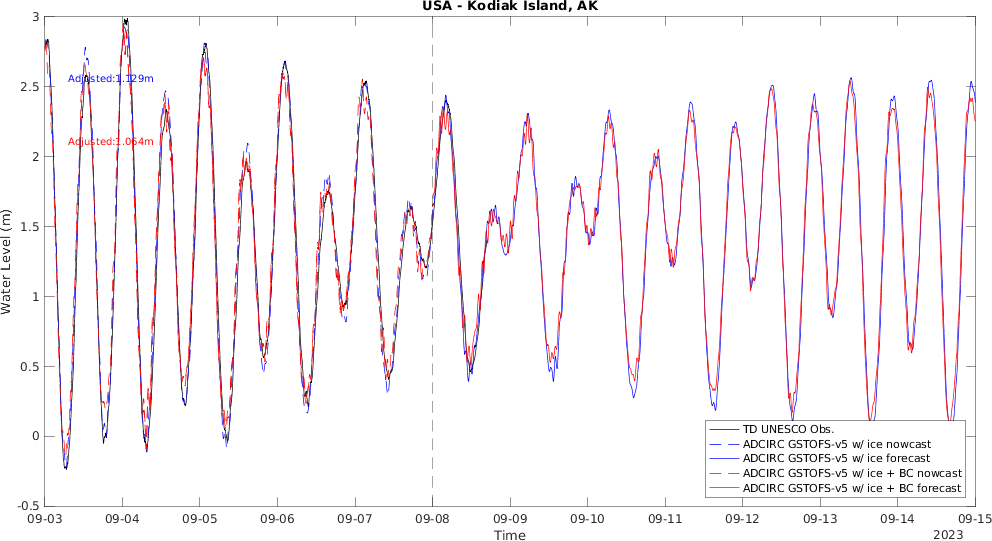 USA - Kodiak Island, AK
3
2.5
2
1.5
1
0.5
0
-0.5
Water Level (m)
Adjusted:1.129m
Adjusted:1.064m
TD UNESCO Obs.
ADCIRC GSTOFS-v5 w/ ice nowcast
ADCIRC GSTOFS-v5 w/ ice forecast
ADCIRC GSTOFS-v5 w/ ice + BC nowcast
ADCIRC GSTOFS-v5 w/ ice + BC forecast
09-03 09-04 09-05 09-06 09-07 09-08 09-09 09-10 09-11 09-12 09-13 09-14 09-15
Time
2023